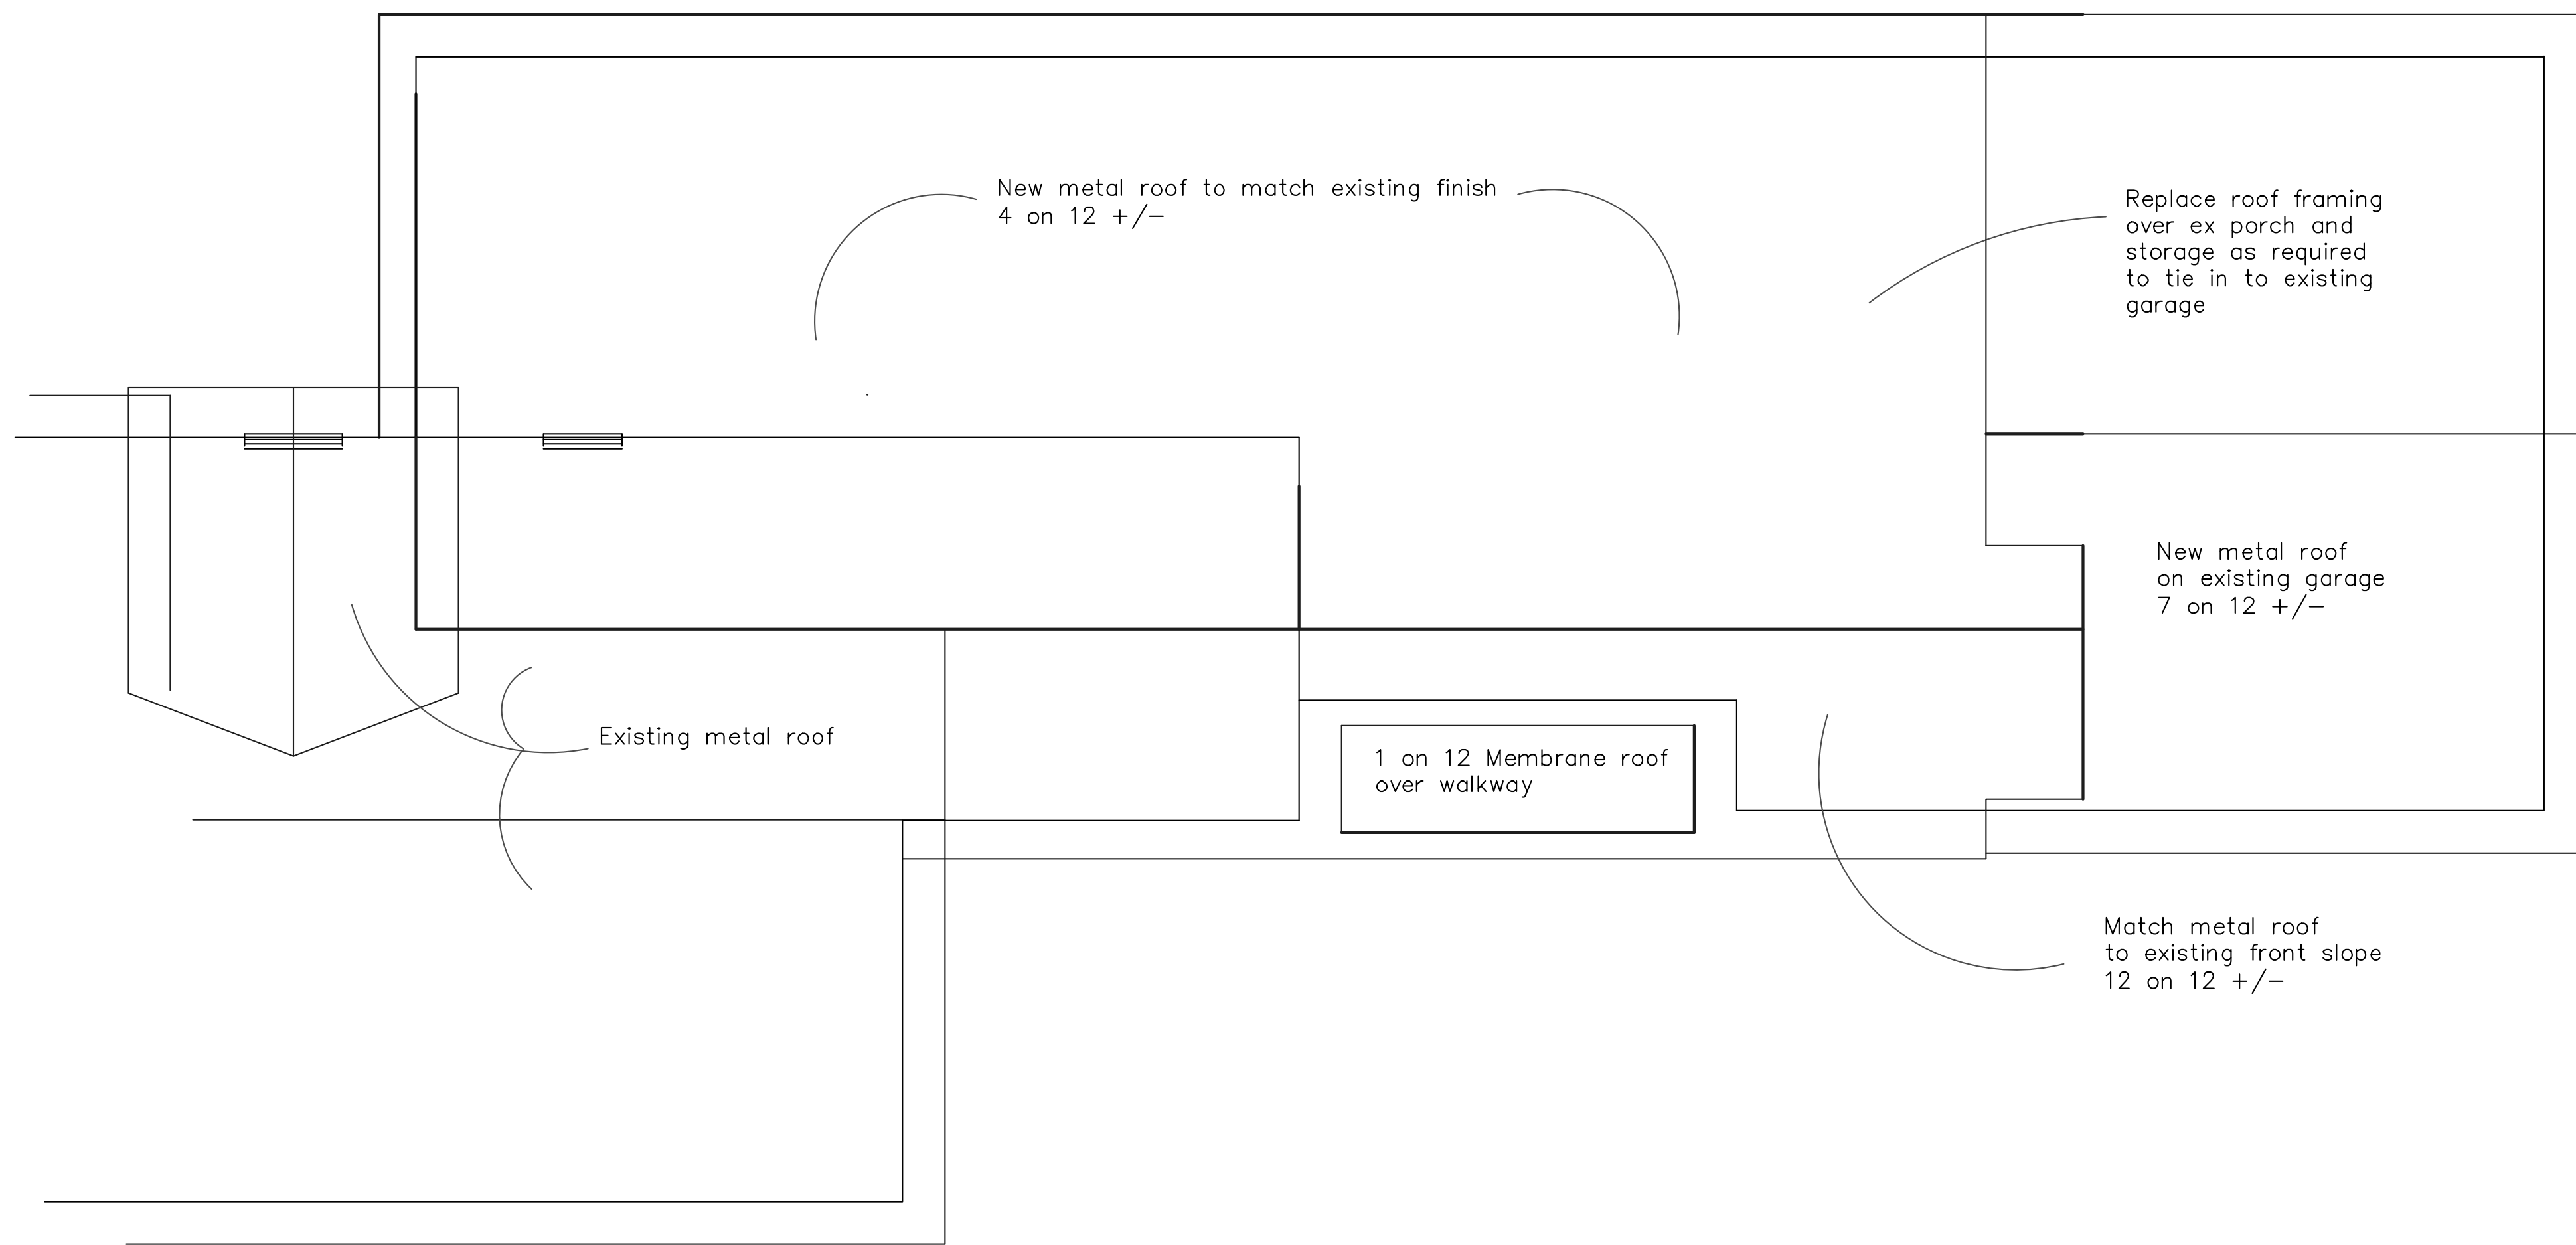 New metal roof to match existing finish
4 on 12 +/-
Replace roof framing
over ex porch and
storage as required
to tie in to existing
garage
New metal roof
on existing garage
7 on 12 +/-
Existing metal roof
1 on 12 Membrane roof
over walkway
Match metal roof
to existing front slope
12 on 12 +/-